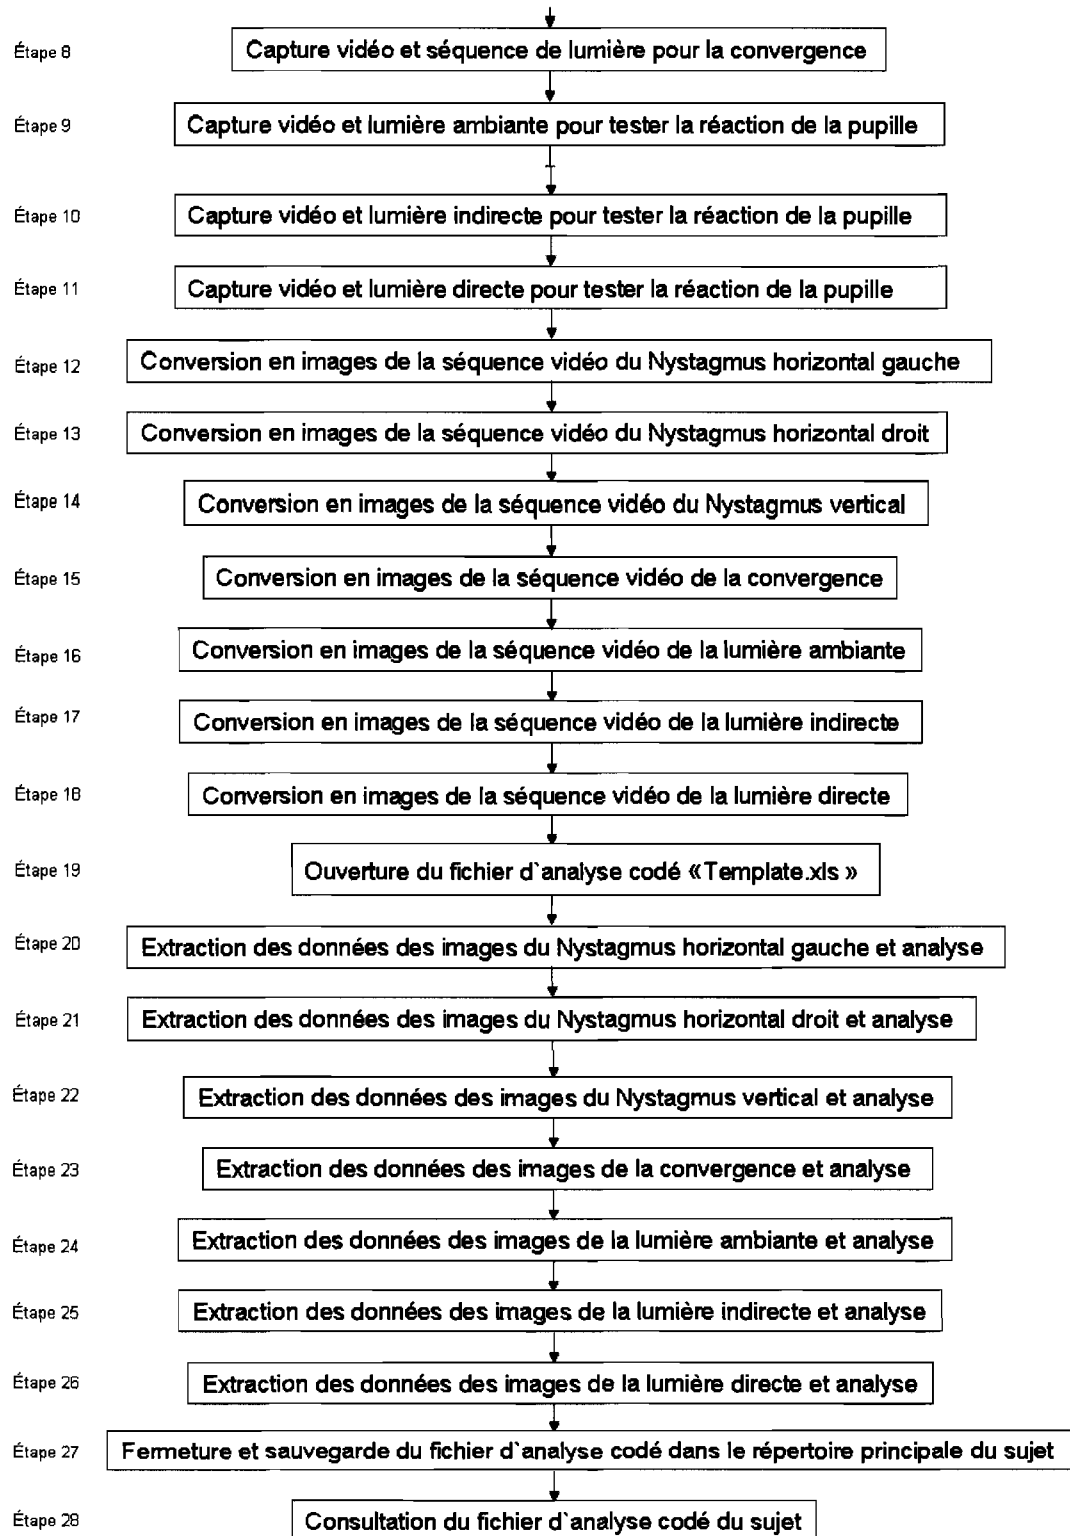 Étape 8 Capture vidéo et séquence de lumière pour la convergence
Étape 9 Capture vidéo et lumière ambiante pour tester la réaction de la pupille
Étape 10 Capture vidéo et lumière indirecte pour tester la réaction de la pupille
Étape 11 Capture vidéo et lumière directe pour tester la réaction de la pupille
Étape 12 Conversion en images de la séquence vidéo du Nystagmus horizontal gauche
Étape 13 Conversion en images de la séquence vidéo du Nystagmus horizontal droit
Étape 14 Conversion en images de la séquence vidéo du Nystagmus vertical
Étape 15 Conversion en images de la séquence vidéo de la convergence
Étape 16 Conversion en images de la séquence vidéo de la lumière ambiante
Étape 17 Conversion en images de la séquence vidéo de la lumière indirecte
Étape 18 Conversion en images de la séquence vidéo de la lumière directe
Étape 19 Ouverture du fichier d`analyse codé «Template.xls »
Étape 20 Extraction des données des images du Nystagmus horizontal gauche et analyse
Étape 21 Extraction des données des images du Nystagmus horizontal droit et analyse
Étape 22 Extraction des données des images du Nystagmus vertical et analyse
Étape 23 Extraction des données des images de la convergence et analyse
Étape 24 Extraction des données des images de la lumière ambiante et analyse
Étape 25 Extraction des données des images de la lumière indirecte et analyse
Étape 26 Extraction des données des images de la lumière directe et analyse
Étape 27 Fermeture et sauvegarde du fichier d`analyse codé dans le répertoire principale du sujet
Étape 28 Consultation du fichier d`analyse codé du sujet